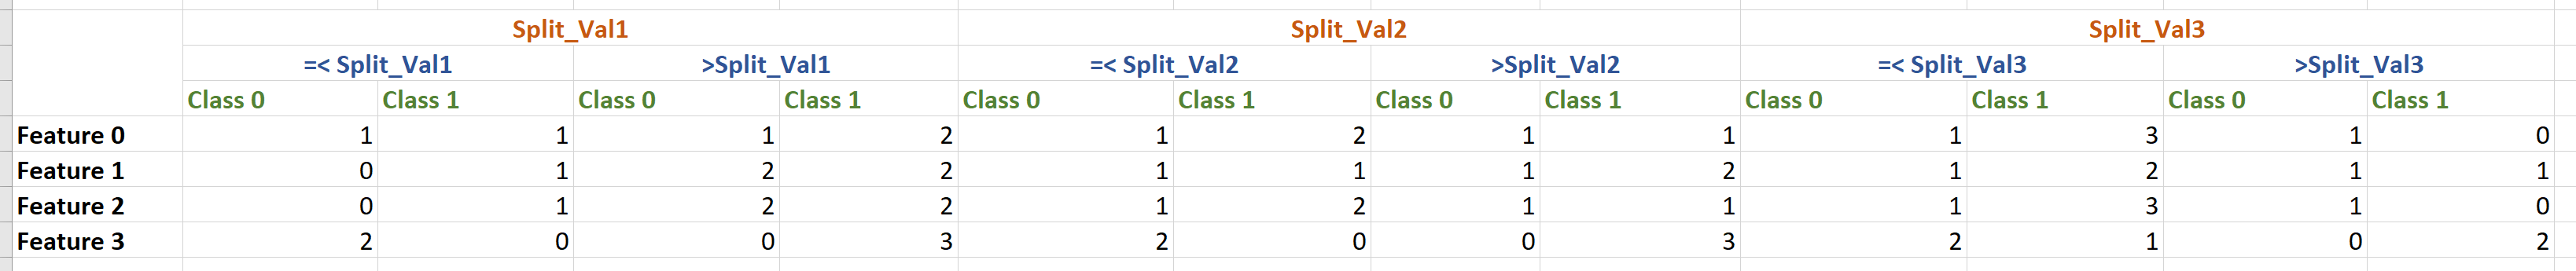 Split_Val1 Split_Val2 Split_Val3
=< Split_Val1 >Split_Val1 =< Split_Val2 >Split_Val2 =< Split_Val3 >Split_Val3
Class 0 Class 1 Class 0 Class 1 Class 0 Class 1 Class 0 Class 1 Class 0 Class 1 Class 0 Class 1
Feature 0 1 1 1 2 1 2 1 1 1 3 1 0
Feature 1 0 1 2 2 1 1 1 2 1 2 1 1
Feature 2 0 1 2 2 1 2 1 1 1 3 1 0
Feature 3 2 0 0 3 2 0 0 3 2 1 0 2